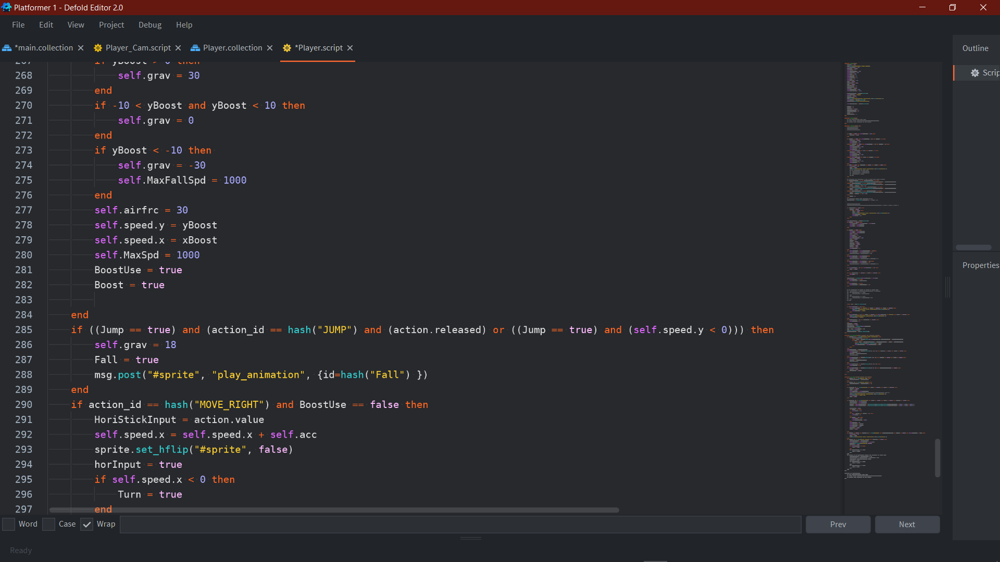 Platformer 1 - Defold Editor 2.0
File Edit View Project Debug Help
*main.collection Player_Cam.script Player.collection *Player.script
Outline
267 if yBoost > 0 then
268 self.grav = 30
269 end
270 if -10 < yBoost and yBoost < 10 then
271 self.grav = 0
272 end
273 if yBoost < -10 then
274 self.grav = -30
275 self.MaxFallSpd = 1000
276 end
277 self.airfrc = 30
278 self.speed.y = yBoost
279 self.speed.x = xBoost
280 self.MaxSpd = 1000
281 BoostUse = true
282 Boost = true
283
284 end
285 if ((Jump == true) and (action_id == hash("JUMP") and (action.released) or ((Jump == true) and (self.speed.y < 0))) then
286 self.grav = 18
287 Fall = true
288 msg.post("#sprite", "play_animation", {id=hash("Fall") })
289 end
290 if action_id == hash("MOVE_RIGHT") and BoostUse == false then
291 HoriStickInput = action.value
292 self.speed.x = self.speed.x + self.acc
293 sprite.set_hflip("#sprite", false)
294 horInput = true
295 if self.speed.x < 0 then
296 Turn = true
297 end
Scrip
Properties
Word Case Wrap Prev Next
Ready